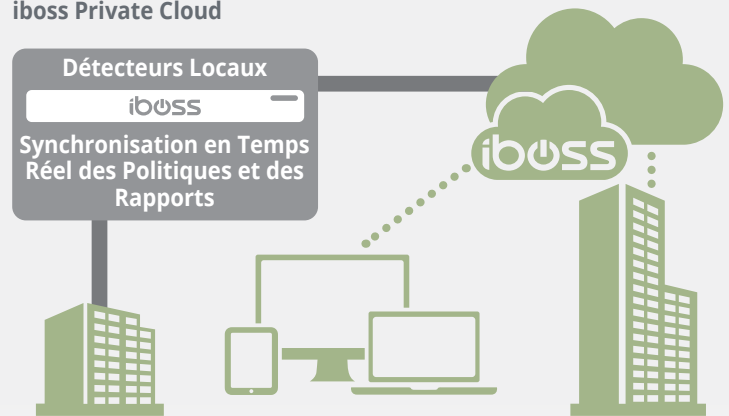 iboss Private Cloud
Détecteurs Locaux
iboss
Synchronisation en Temps
Réel des Politiques et des
Rapports
iboss